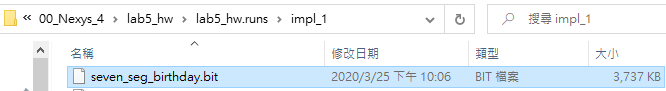 00_Nexys_4 › lab5_hw › lab5_hw.runs › impl_1 搜尋 impl_1
名稱 修改日期 類型 大小
seven_seg_birthday.bit 2020/3/25 下午 10:06 BIT 檔案 3,737 KB